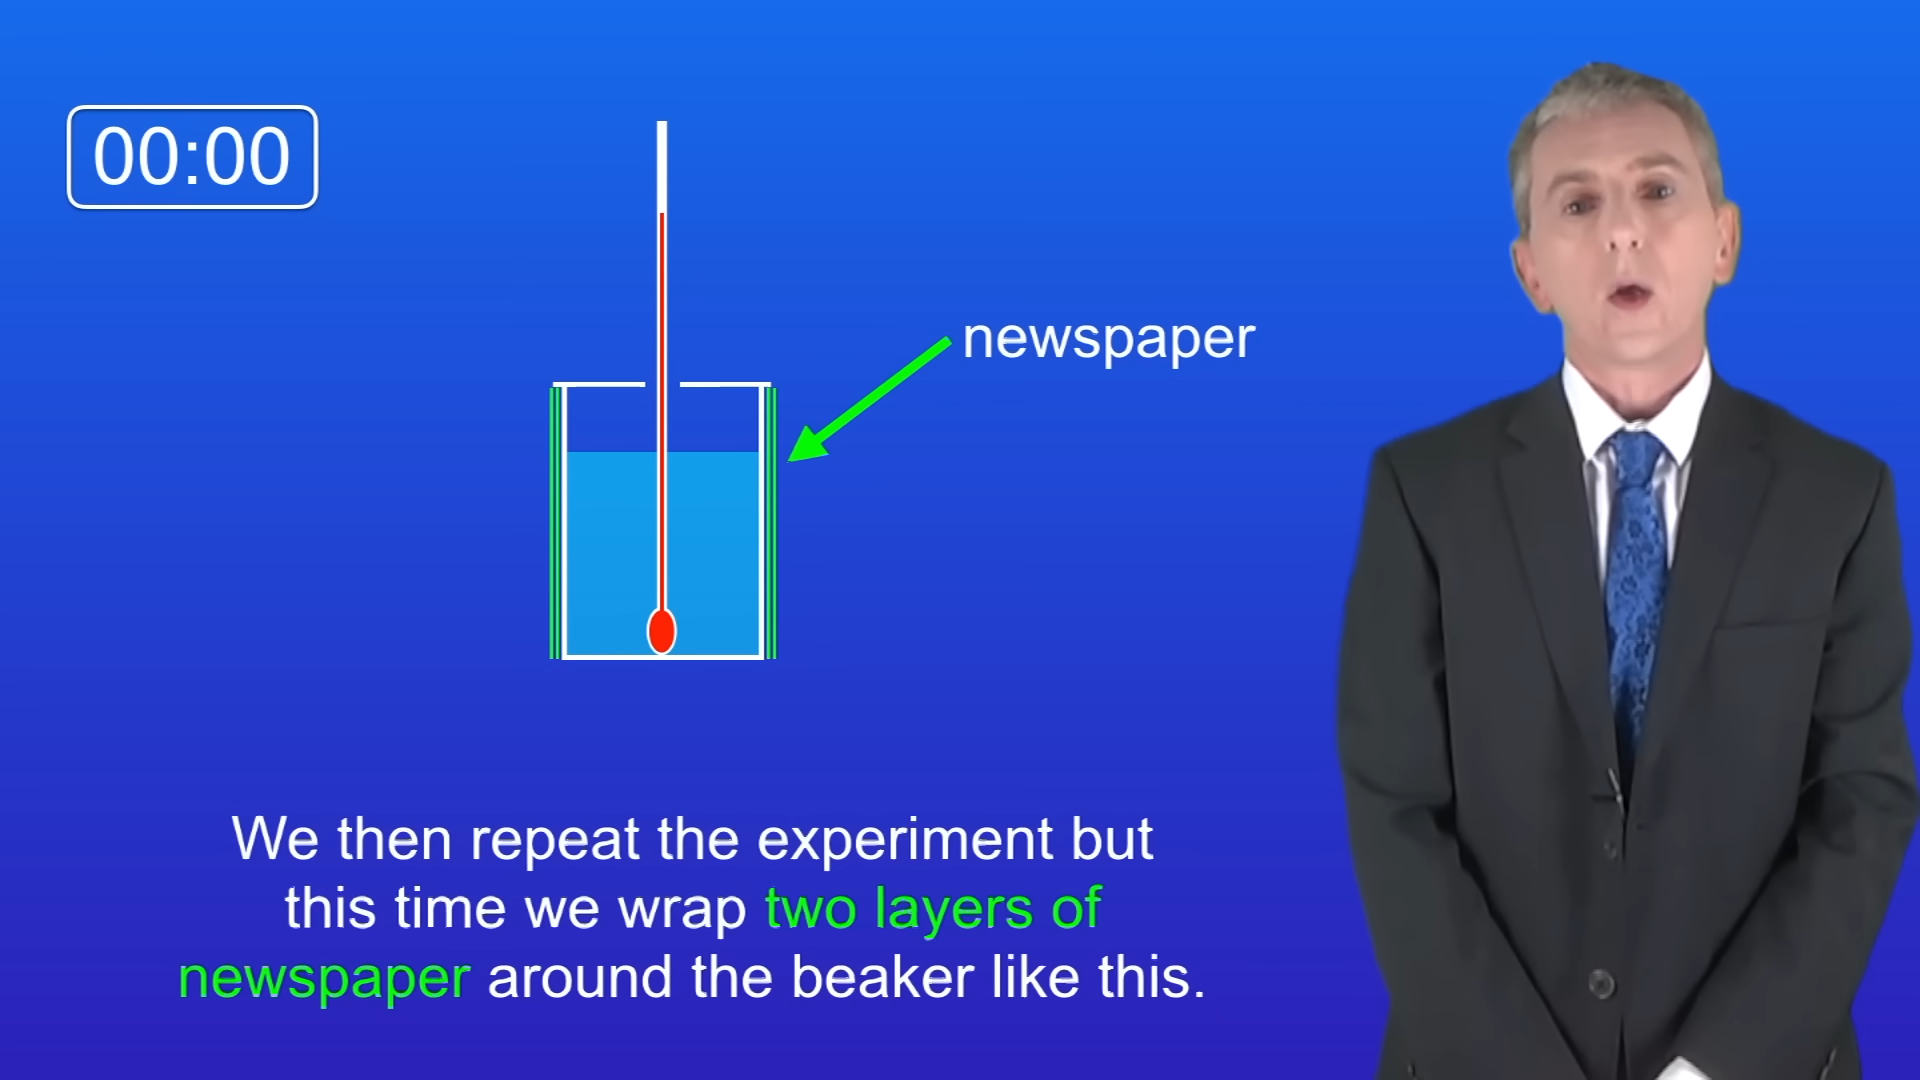 00:00
newspaper
We then repeat the experiment but
this time we wrap two layers of
newspaper around the beaker like this.